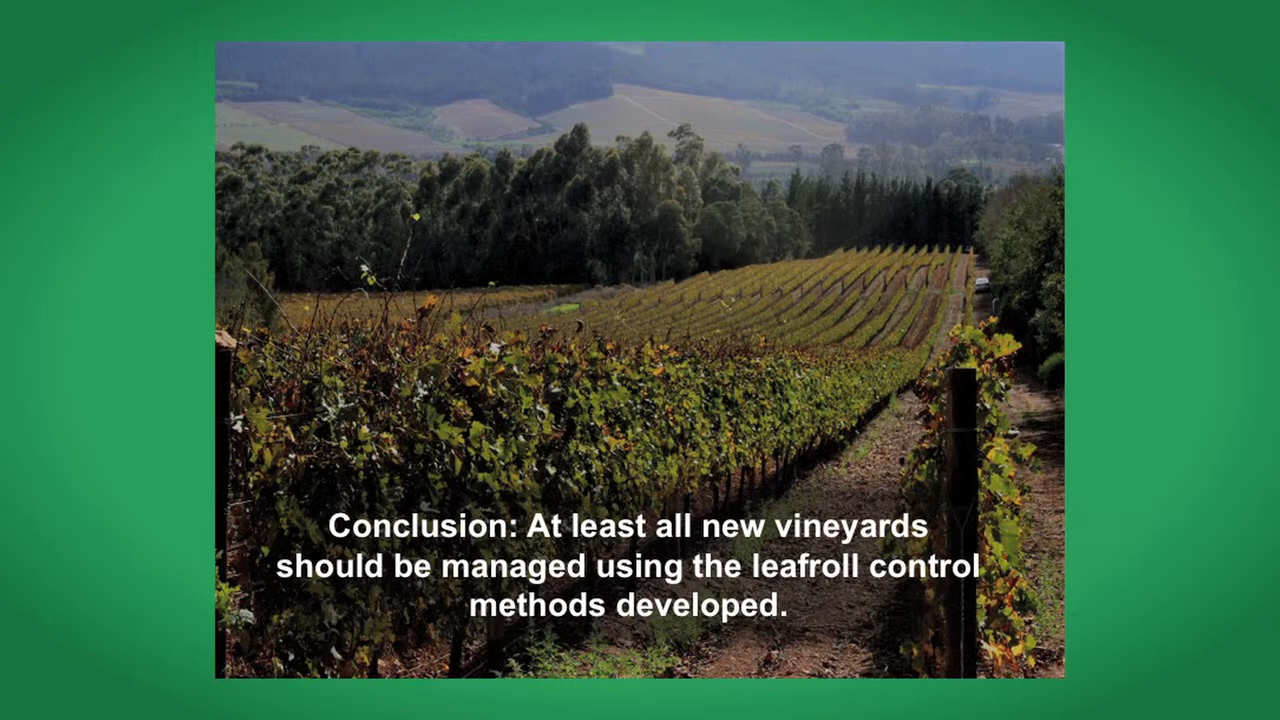 Conclusion: At least all new vineyards
should be managed using the leafroll control
methods developed.